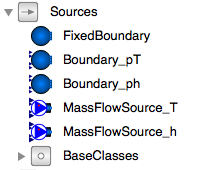 Sources
FixedBoundary
Boundary_pT
Boundary_ph
MassFlowSource_T
MassFlowSource_h
BaseClasses